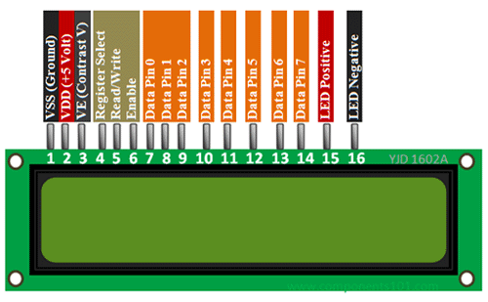 VSS (Ground)
VDD (+5 Volt)
VE (Contrast V)
Register Select
Read/Write
Enable
Data Pin 0
Data Pin 1
Data Pin 2
Data Pin 3
Data Pin 4
Data Pin 5
Data Pin 6
Data Pin 7
LED Positive
LED Negative
1 2 3 4 5 6 7 8 9 10 11 12 13 14 15 16
YJD 1602A
www.components101.com